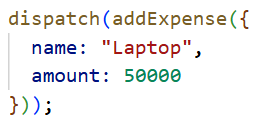 dispatch(addExpense({
  name: "Laptop",
  amount: 50000
}));